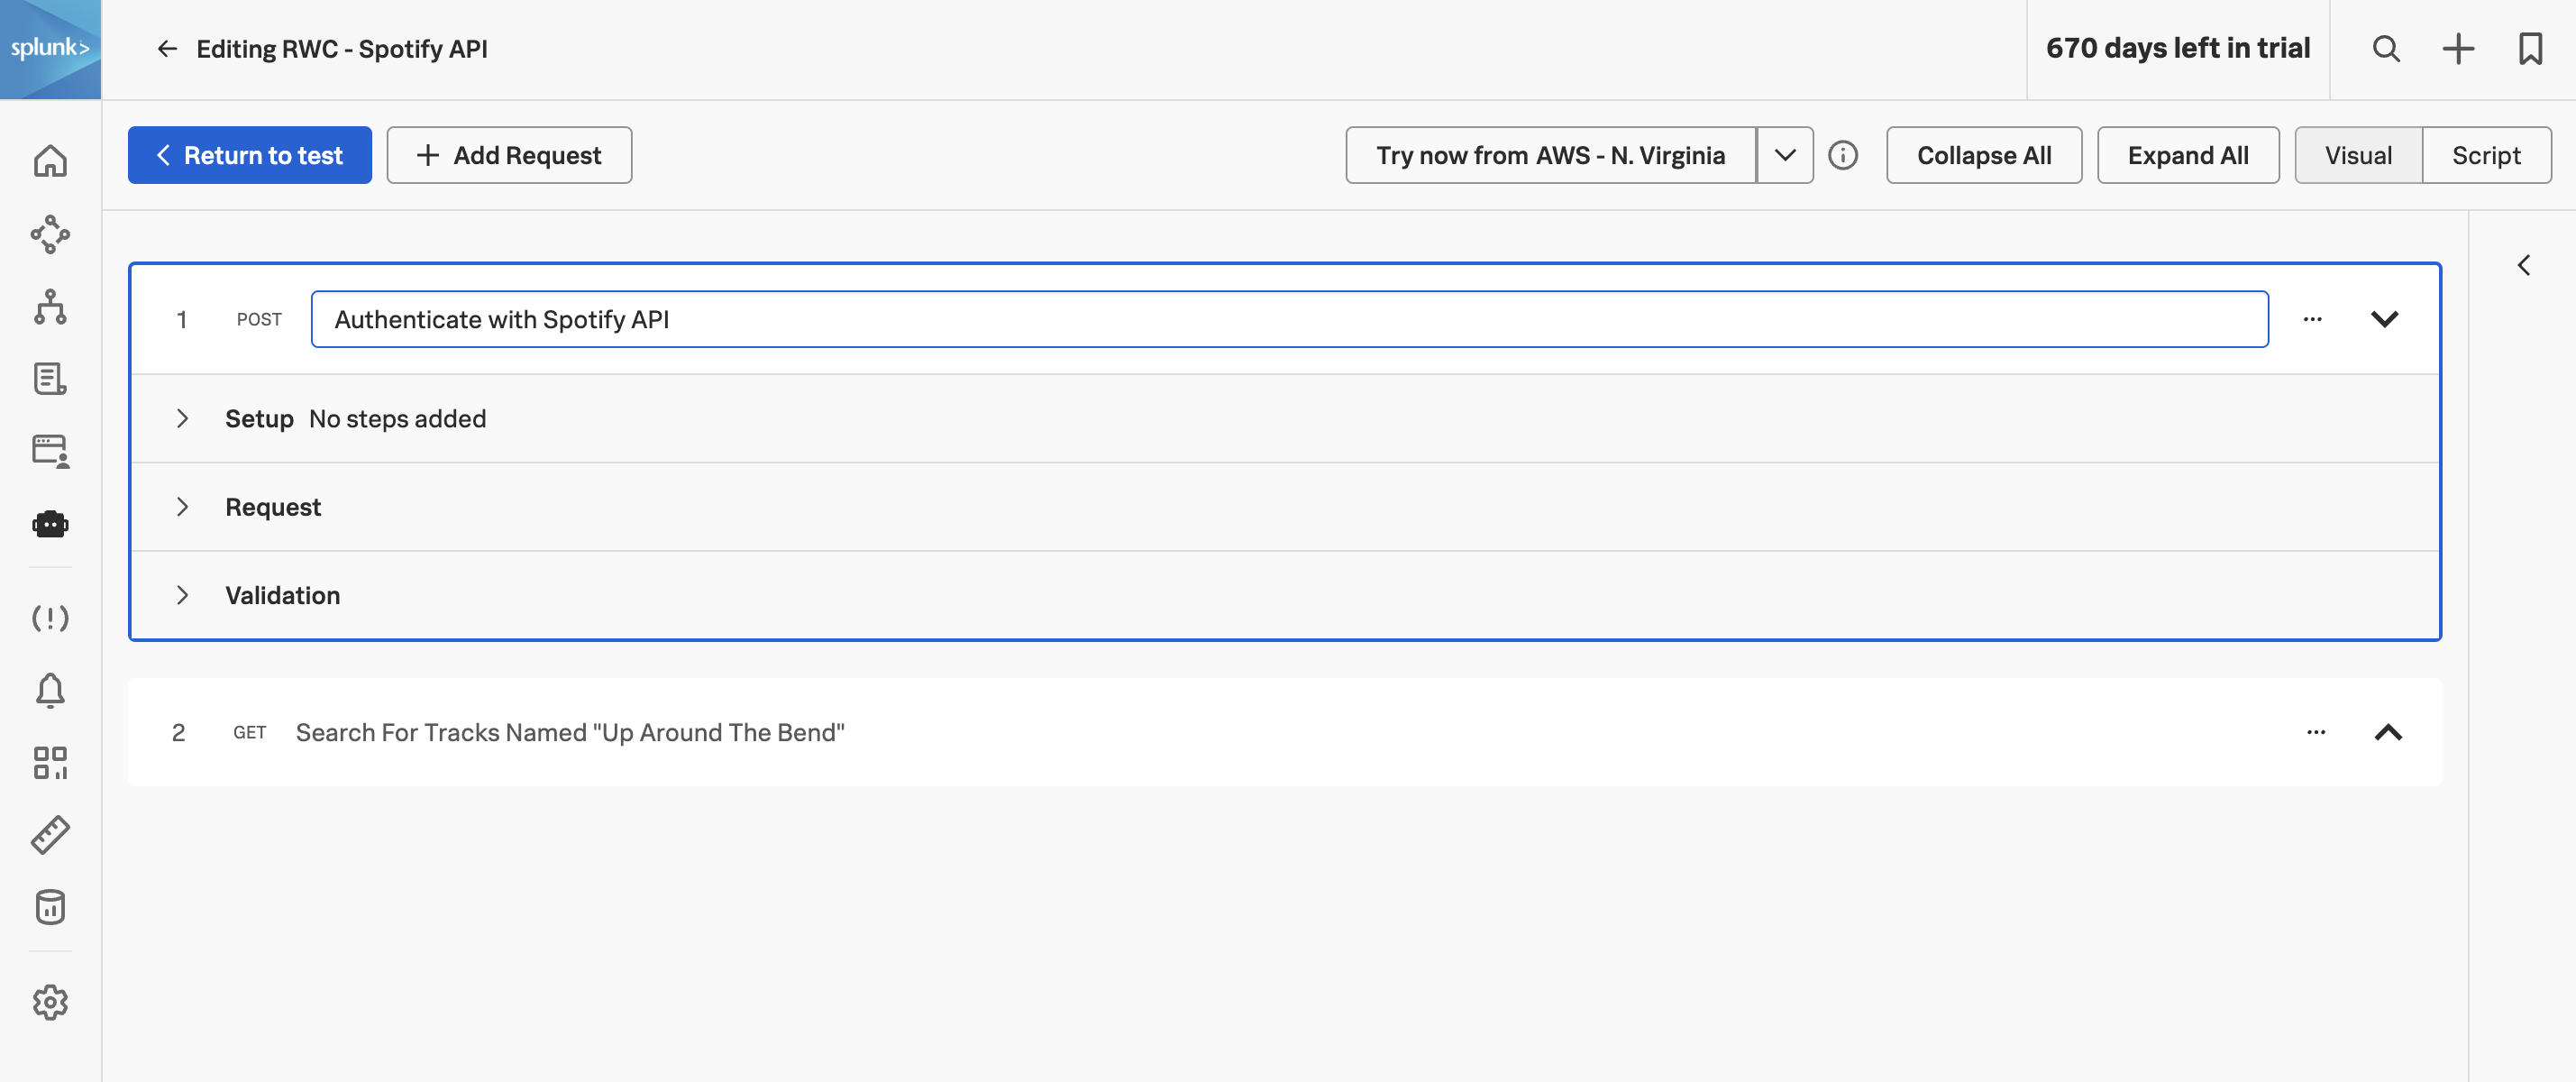 splunk>
Editing RWC - Spotify API
670 days left in trial
Return to test
Add Request
Try now from AWS - N. Virginia
Collapse All
Expand All
Visual
Script
1 POST Authenticate with Spotify API
Setup No steps added
Request
Validation
2 GET Search For Tracks Named "Up Around The Bend"